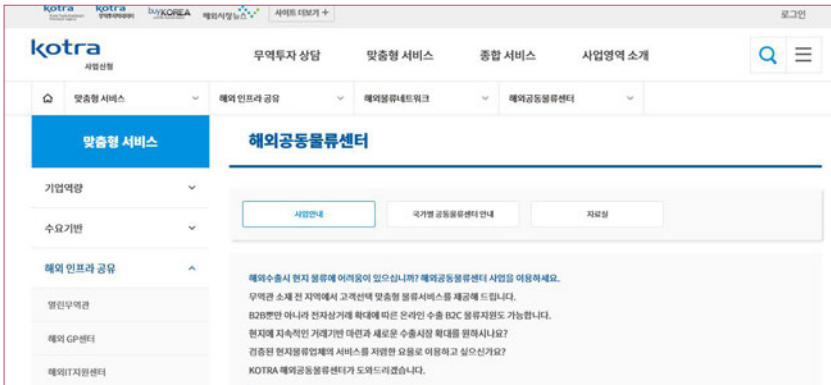 kotra
kotra
무역투자빅데이터
buyKOREA
해외시장뉴스
사이트 더보기 +
로그인
kotra
사업신청
무역투자 상담
맞춤형 서비스
종합 서비스
사업영역 소개
맞춤형 서비스
해외 인프라 공유
해외물류네트워크
해외공동물류센터
맞춤형 서비스
기업역량
수요기반
해외 인프라 공유
열린무역관
해외 GP센터
해외IT지원센터
해외공동물류센터
사업안내
국가별 공동물류센터 안내
자료실
해외수출시 현지 물류에 어려움이 있으십니까? 해외공동물류센터 사업을 이용하세요.
무역관 소재 전 지역에서 고객선택 맞춤형 물류서비스를 제공해 드립니다.
B2B뿐만 아니라 전자상거래 확대에 따른 온라인 수출 B2C 물류지원도 가능합니다.
현지에 지속적인 거래기반 마련과 새로운 수출시장 확대를 원하시나요?
검증된 현지물류업체의 서비스를 저렴한 요율로 이용하고 싶으신가요?
KOTRA 해외공동물류센터가 도와드리겠습니다.